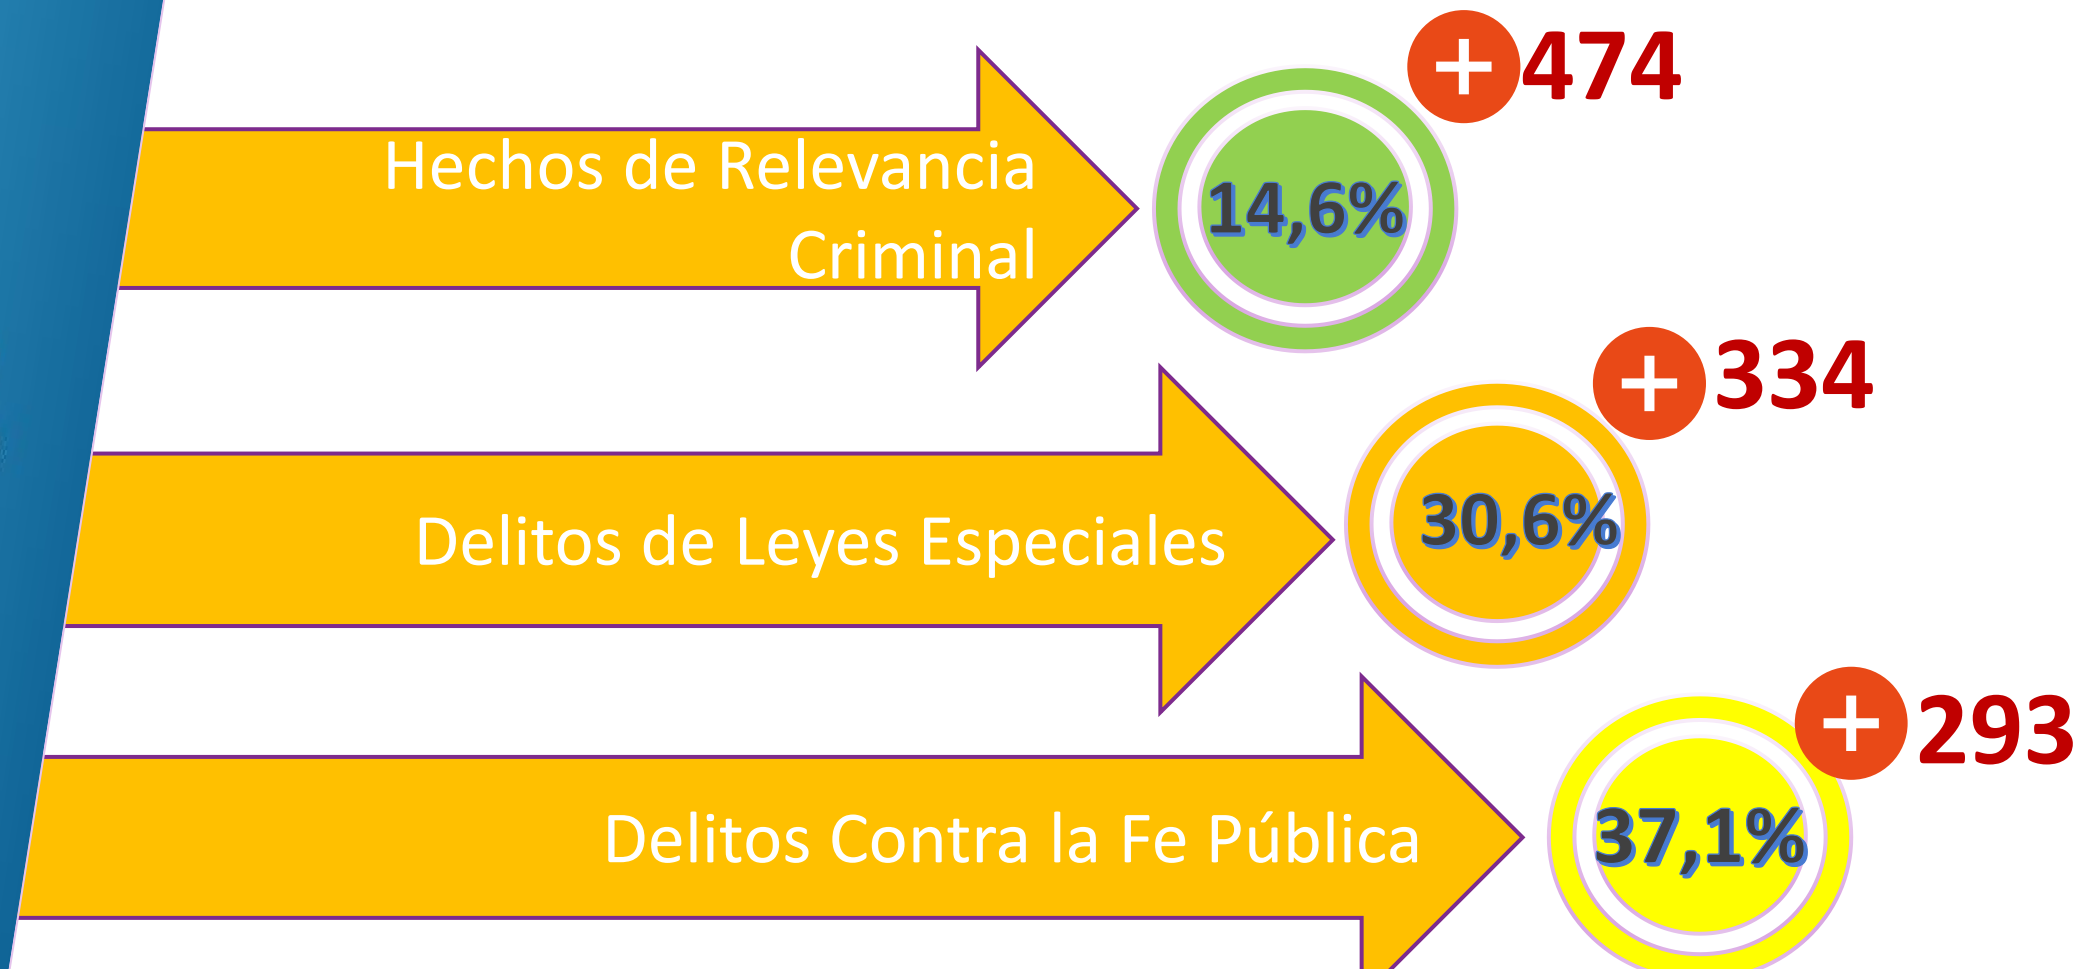 + 474
Hechos de Relevancia
Criminal
14,6%
+ 334
Delitos de Leyes Especiales
30,6%
+ 293
Delitos Contra la Fe Pública
37,1%